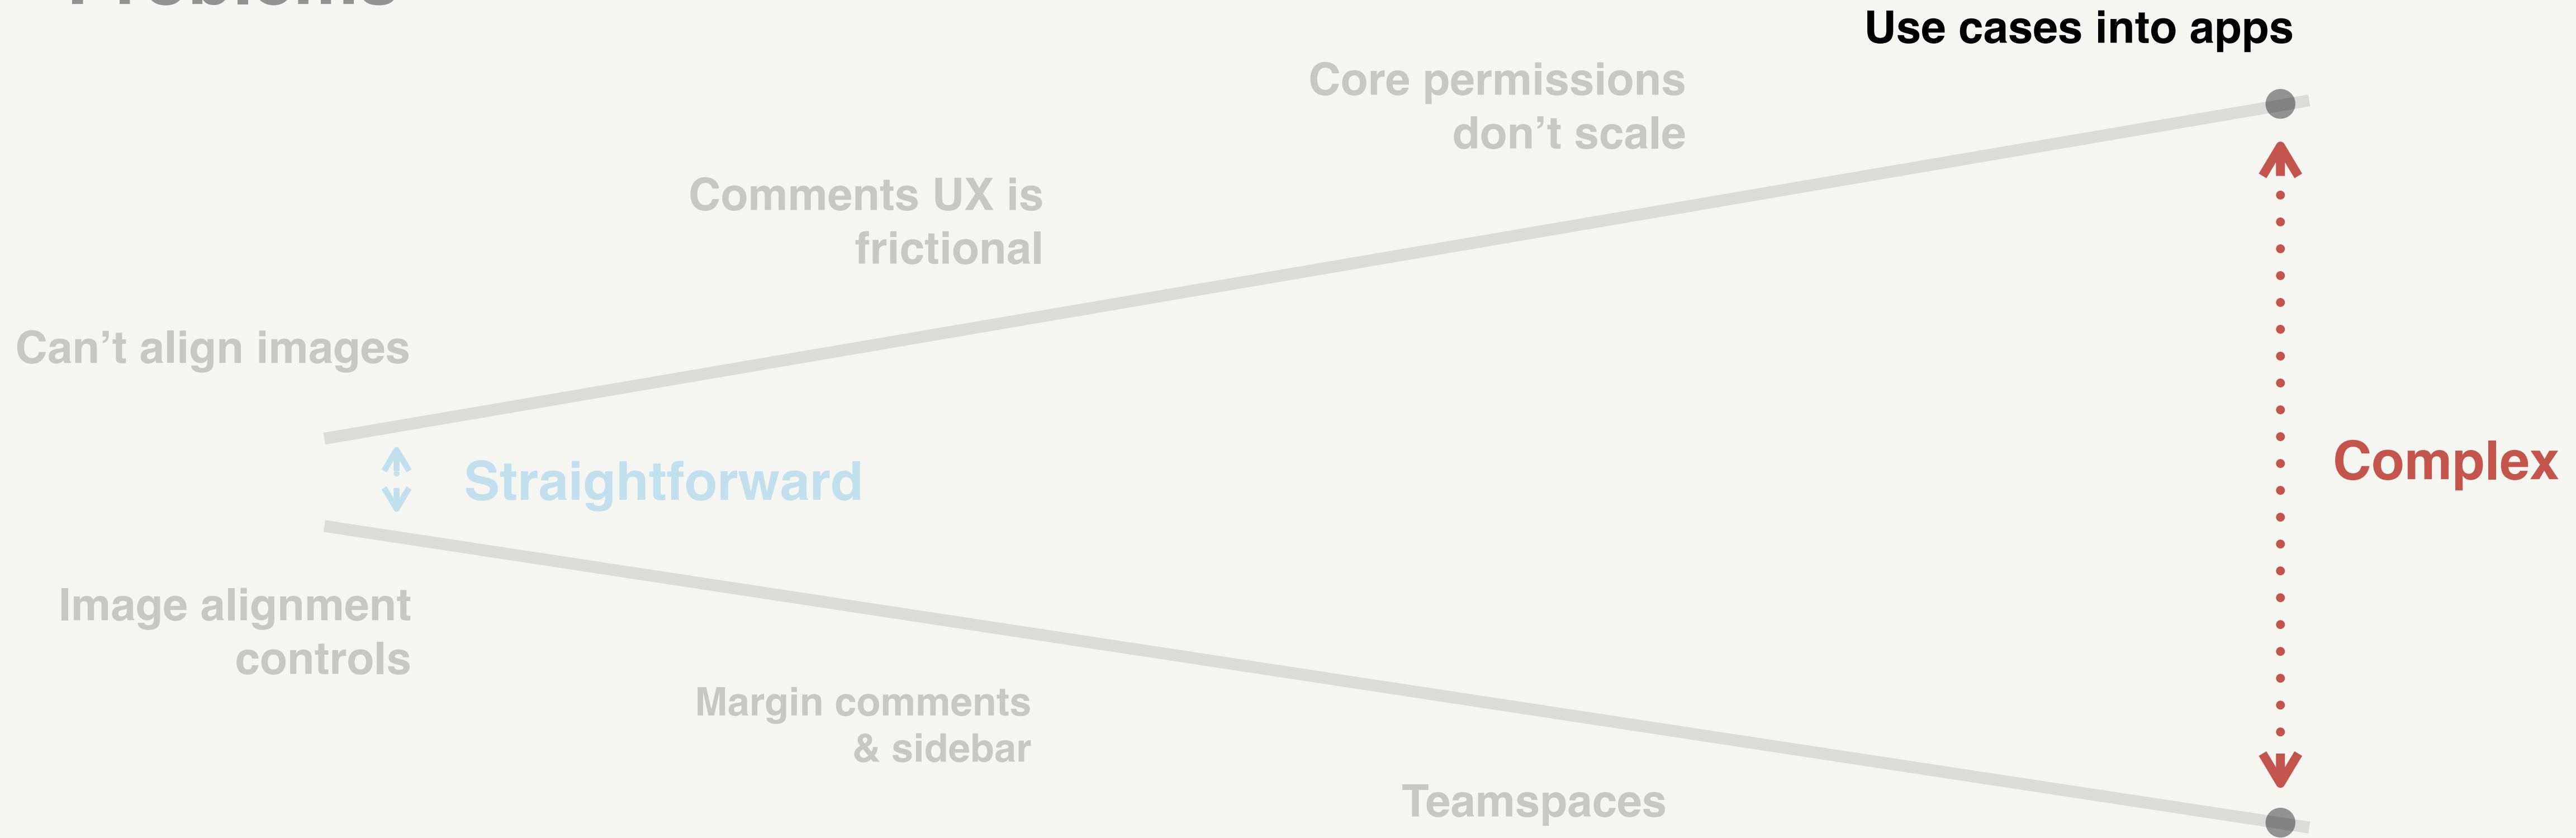 Problems
Use cases into apps
Core permissions
don’t scale
Comments UX is
frictional
Can’t align images
Straightforward
Complex
Image alignment
controls
Margin comments
& sidebar
Teamspaces